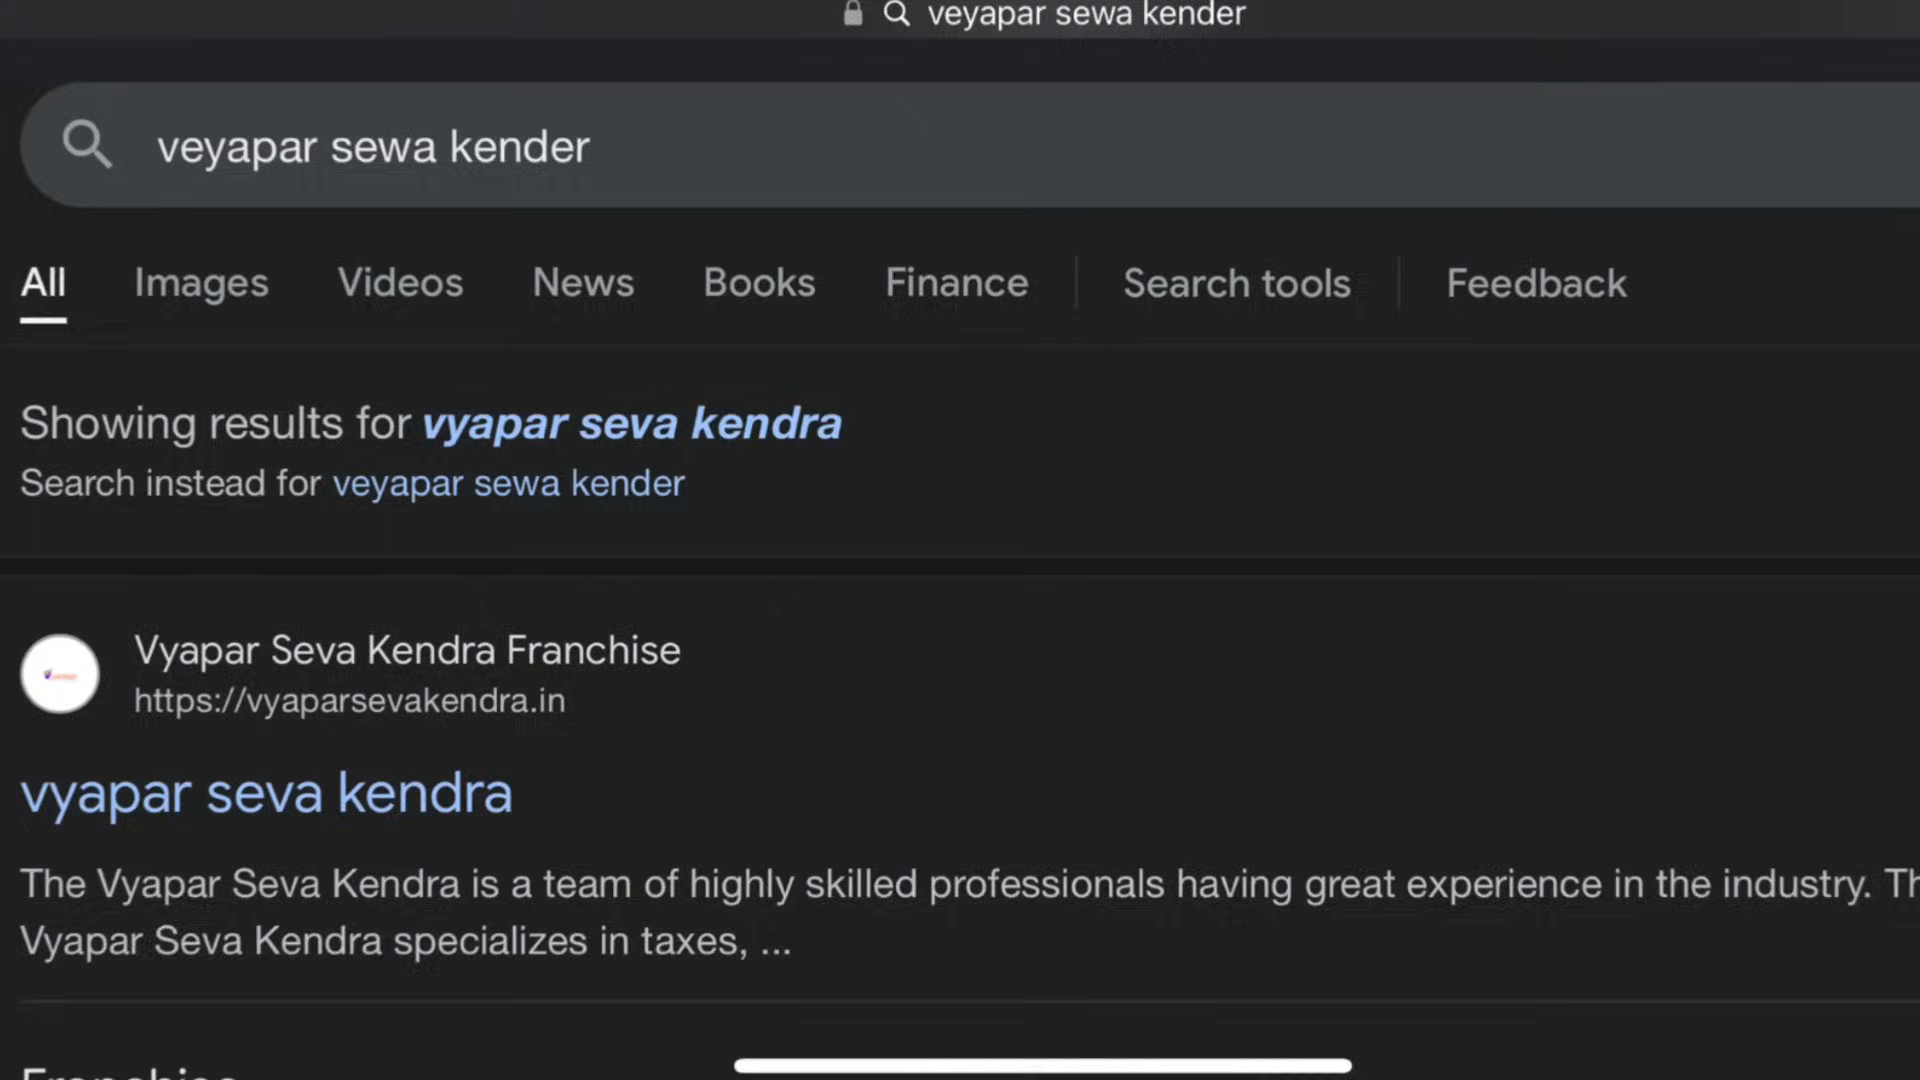 veyapar sewa kender
veyapar sewa kender
All Images Videos News Books Finance Search tools Feedback
Showing results for vyapar seva kendra
Search instead for veyapar sewa kender
Vyapar Seva Kendra Franchise
https://vyaparsevakendra.in
vyapar seva kendra
The Vyapar Seva Kendra is a team of highly skilled professionals having great experience in the industry.
Vyapar Seva Kendra specializes in taxes, ...
Franchise